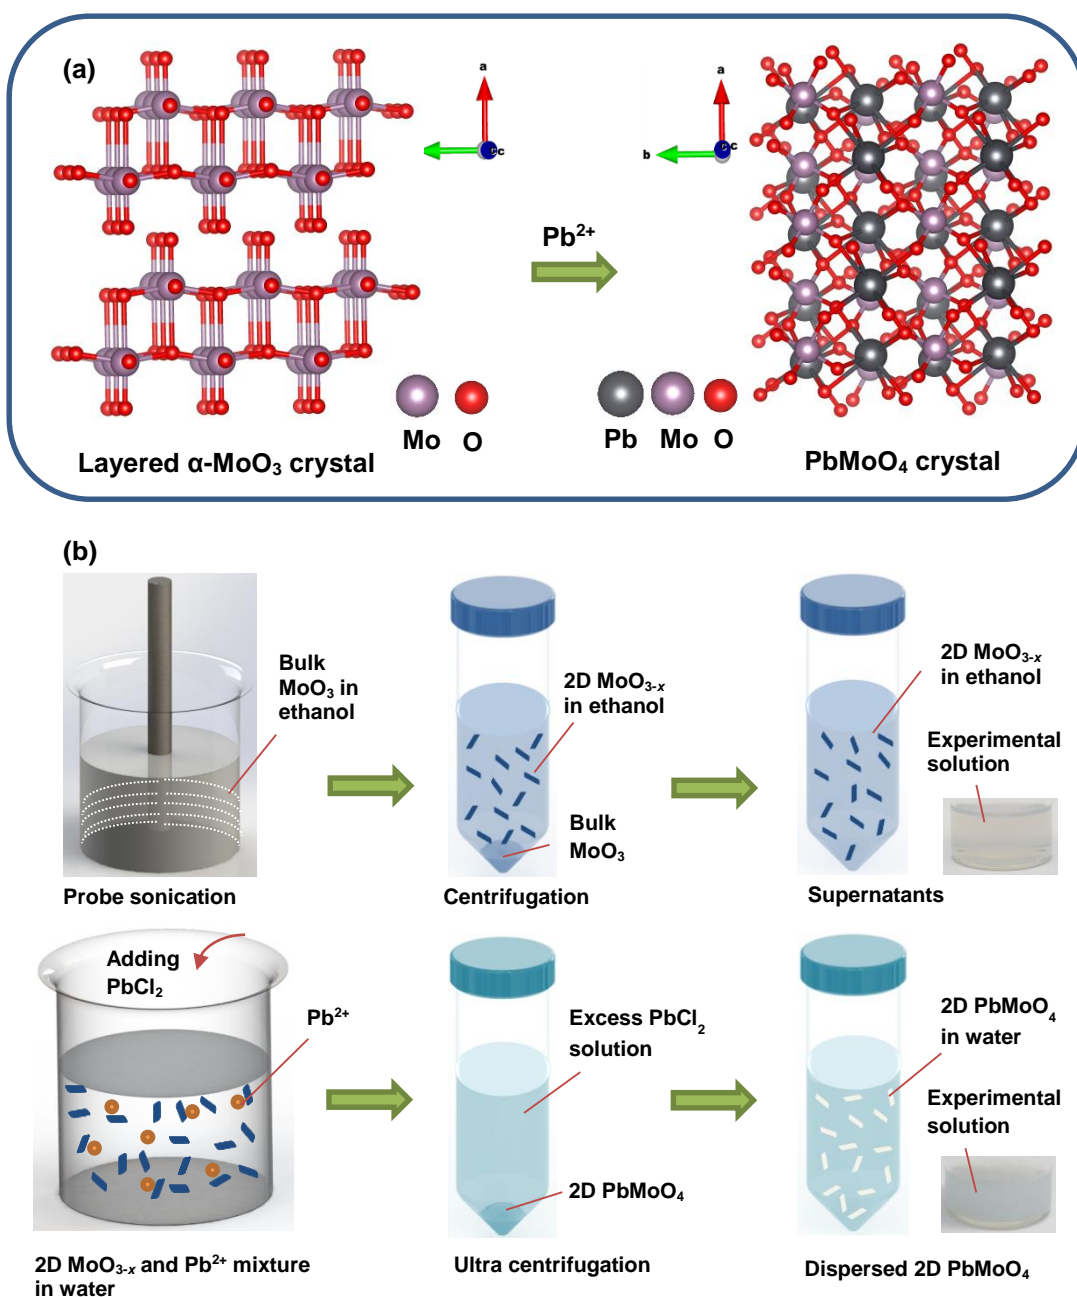 (a)
a
c
a
b
c
Pb²⁺
Mo
O
Pb
Mo
O
Layered α-MoO₃ crystal
PbMoO₄ crystal
(b)
Bulk
MoO₃ in
ethanol
2D MoO₃₋ₓ
in ethanol
Bulk
MoO₃
2D MoO₃₋ₓ
in ethanol
Experimental
solution
Probe sonication
Centrifugation
Supernatants
Adding
PbCl₂
Pb²⁺
Excess PbCl₂
solution
2D PbMoO₄
2D PbMoO₄
in water
Experimental
solution
2D MoO₃₋ₓ and Pb²⁺ mixture
in water
Ultra centrifugation
Dispersed 2D PbMoO₄